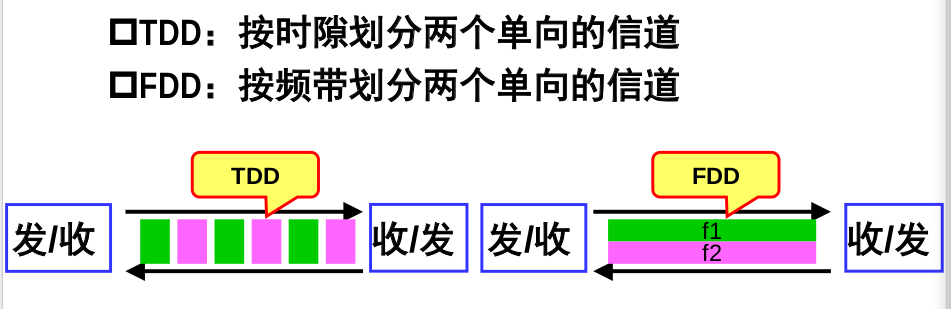 TDD：按时隙划分两个单向的信道
FDD：按频带划分两个单向的信道
TDD
FDD
发/收
收/发
发/收
f1
f2
收/发